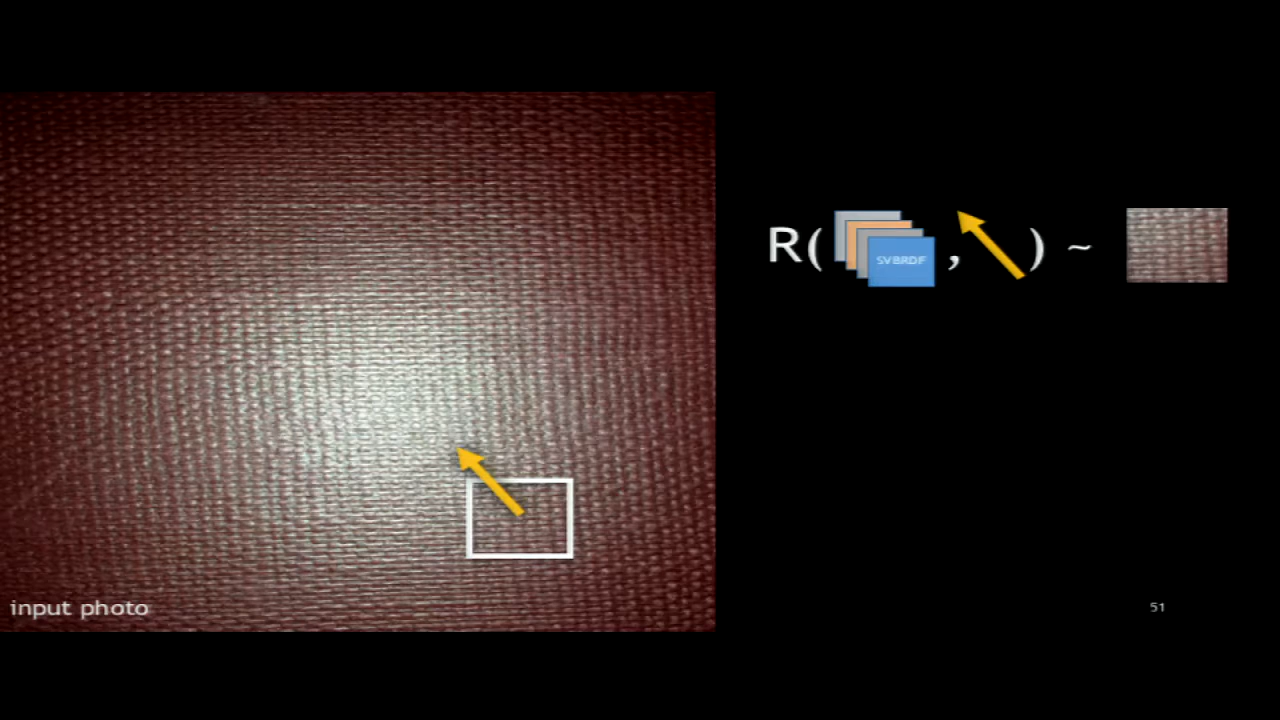 R( SVBRDF , ) ~
input photo
51